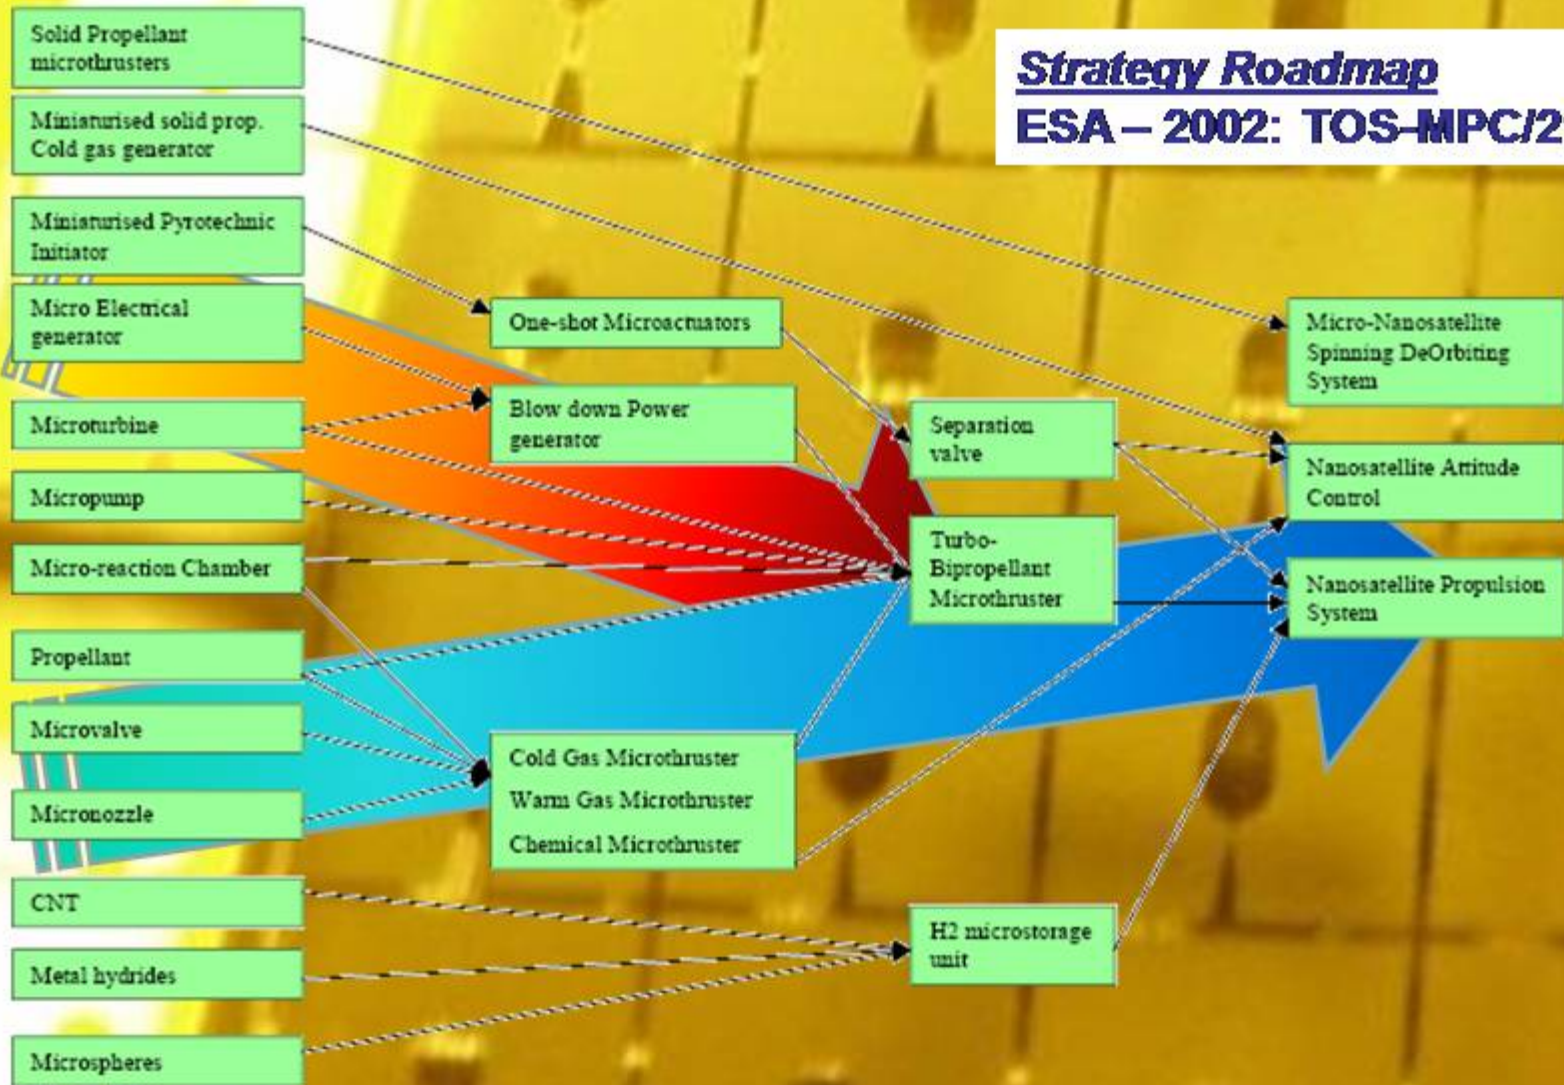 Strategy Roadmap
ESA – 2002: TOS-MPC/2
Solid Propellant
microthrusters
Miniaturised solid prop.
Cold gas generator
Miniaturised Pyrotechnic
Initiator
Micro Electrical
generator
Microturbine
Micropump
Micro-reaction Chamber
Propellant
Microvalve
Micronozzle
CNT
Metal hydrides
Microspheres
One-shot Microactuators
Blow down Power
generator
Cold Gas Microthruster
Warm Gas Microthruster
Chemical Microthruster
Separation
valve
Turbo-
Bipropellant
Microthruster
H2 microstorage
unit
Micro-Nanosatellite
Spinning DeOrbiting
System
Nanosatellite Attitude
Control
Nanosatellite Propulsion
System